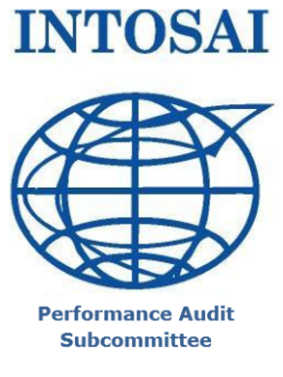 INTOSAI
Performance Audit
Subcommittee